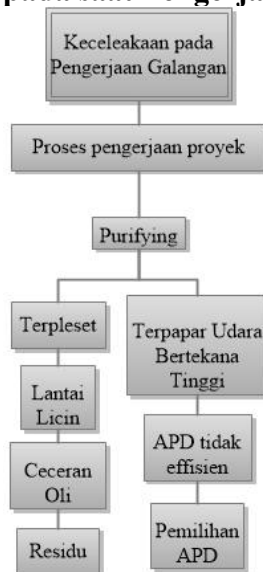 Keceleakaan pada
Pengerjaan Galangan
Proses pengerjaan proyek
Purifying
Terpleset
Terpapar Udara
Bertekana
Tinggi
Lantai
Licin
APD tidak
effisien
Ceceran
Oli
Pemilihan
APD
Residu